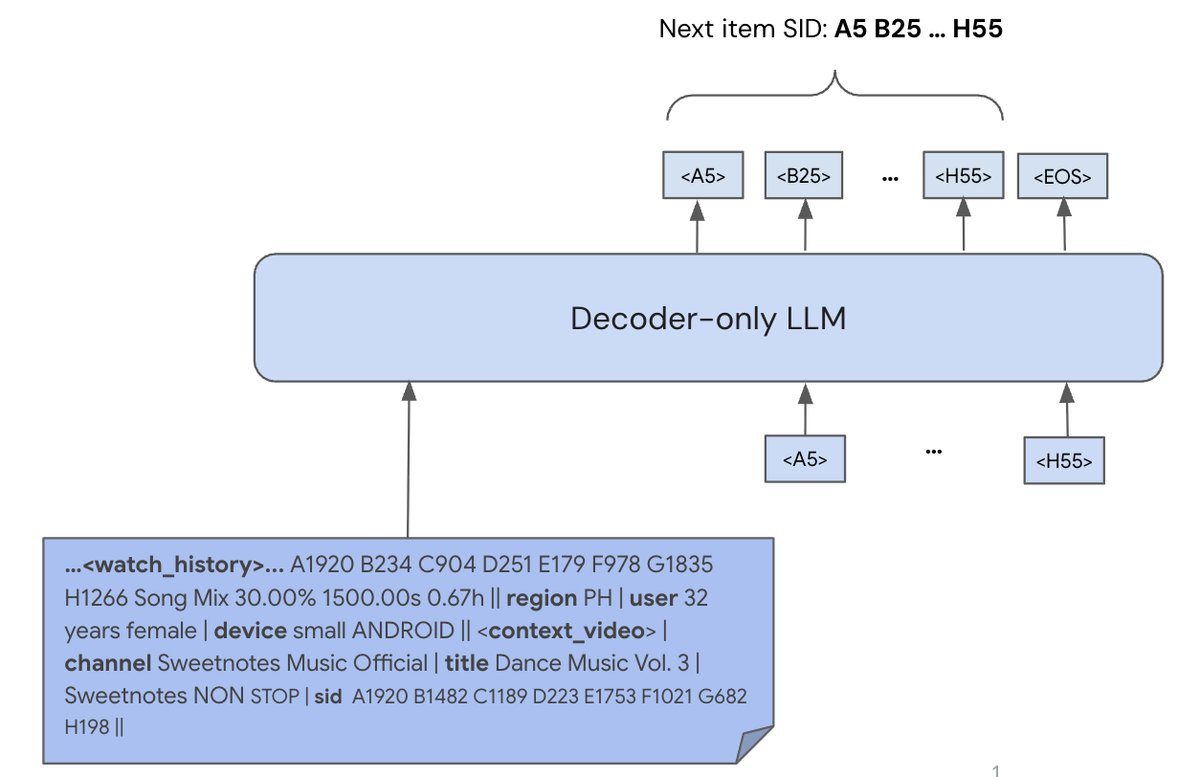 Next item SID: A5 B25 ... H55
<A5> <B25> ... <H55> <EOS>
Decoder-only LLM
<A5> ... <H55>
...<watch_history>... A1920 B234 C904 D251 E179 F978 G1835
H1266 Song Mix 30.00% 1500.00s 0.67h || region PH | user 32
years female | device small ANDROID || <context_video> |
channel Sweetnotes Music Official | title Dance Music Vol. 3 |
Sweetnotes NON STOP | sid A1920 B1482 C1189 D223 E1753 F1021 G682
H198 ||
1